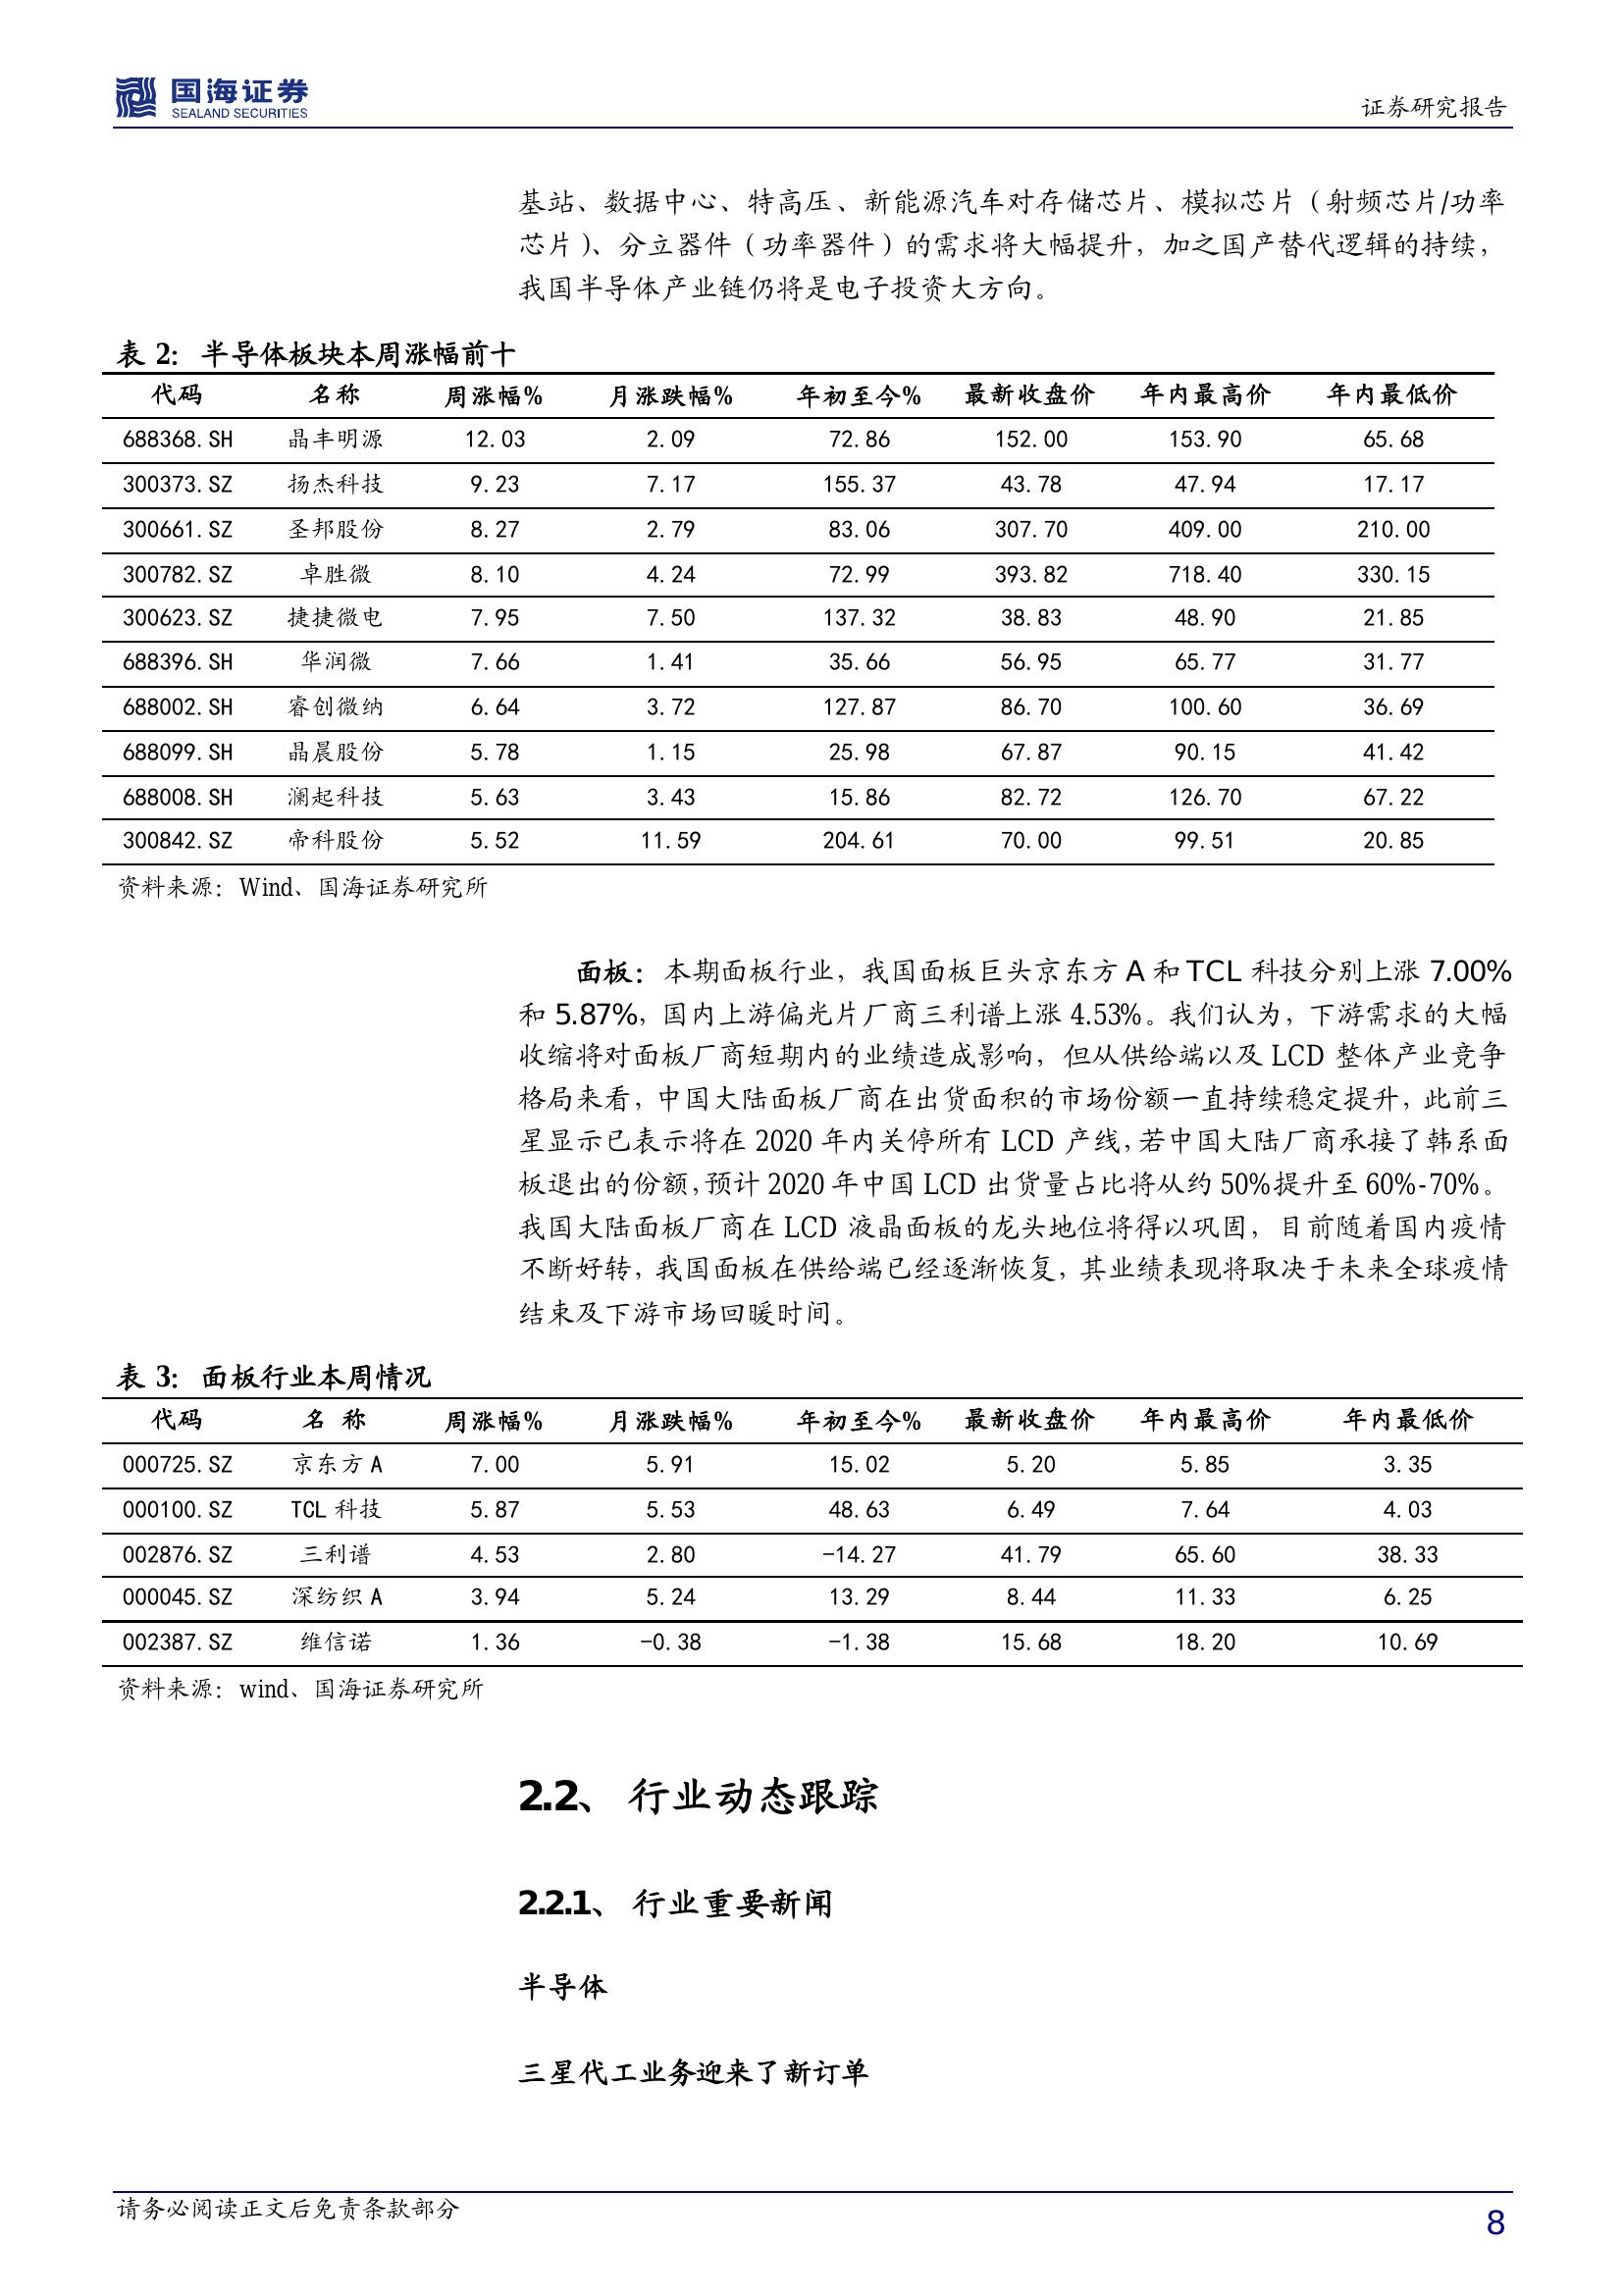 国海证券
SEALAND SECURITIES
证券研究报告
基站、数据中心、特高压、新能源汽车对存储芯片、模拟芯片（射频芯片/功率
芯片）、分立器件（功率器件）的需求将大幅提升，加之国产替代逻辑的持续，
我国半导体产业链仍将是电子投资大方向。
表 2：半导体板块本周涨幅前十
代码 名称 周涨幅% 月涨跌幅% 年初至今% 最新收盘价 年内最高价 年内最低价
688368.SH 晶丰明源 12.03 2.09 72.86 152.00 153.90 65.68
300373.SZ 扬杰科技 9.23 7.17 155.37 43.78 47.94 17.17
300661.SZ 圣邦股份 8.27 2.79 83.06 307.70 409.00 210.00
300782.SZ 卓胜微 8.10 4.24 72.99 393.82 718.40 330.15
300623.SZ 捷捷微电 7.95 7.50 137.32 38.83 48.90 21.85
688396.SH 华润微 7.66 1.41 35.66 56.95 65.77 31.77
688002.SH 睿创微纳 6.64 3.72 127.87 86.70 100.60 36.69
688099.SH 晶晨股份 5.78 1.15 25.98 67.87 90.15 41.42
688008.SH 澜起科技 5.63 3.43 15.86 82.72 126.70 67.22
300842.SZ 帝科股份 5.52 11.59 204.61 70.00 99.51 20.85
资料来源：Wind、国海证券研究所
面板：本期面板行业，我国面板巨头京东方 A 和 TCL 科技分别上涨 7.00%
和 5.87%，国内上游偏光片厂商三利谱上涨 4.53%。我们认为，下游需求的大幅
收缩将对面板厂商短期内的业绩造成影响，但从供给端以及 LCD 整体产业竞争
格局来看，中国大陆面板厂商在出货面积的市场份额一直持续稳定提升，此前三
星显示已表示将在 2020 年内关停所有 LCD 产线，若中国大陆厂商承接了韩系面
板退出的份额，预计 2020 年中国 LCD 出货量占比将从约 50%提升至 60%-70%。
我国大陆面板厂商在 LCD 液晶面板的龙头地位将得以巩固，目前随着国内疫情
不断好转，我国面板在供给端已经逐渐恢复，其业绩表现将取决于未来全球疫情
结束及下游市场回暖时间。
表 3：面板行业本周情况
代码 名 称 周涨幅% 月涨跌幅% 年初至今% 最新收盘价 年内最高价 年内最低价
000725.SZ 京东方 A 7.00 5.91 15.02 5.20 5.85 3.35
000100.SZ TCL 科技 5.87 5.53 48.63 6.49 7.64 4.03
002876.SZ 三利谱 4.53 2.80 -14.27 41.79 65.60 38.33
000045.SZ 深纺织 A 3.94 5.24 13.29 8.44 11.33 6.25
002387.SZ 维信诺 1.36 -0.38 -1.38 15.68 18.20 10.69
资料来源：wind、国海证券研究所
2.2、 行业动态跟踪
2.2.1、 行业重要新闻
半导体
三星代工业务迎来了新订单
请务必阅读正文后免责条款部分
8